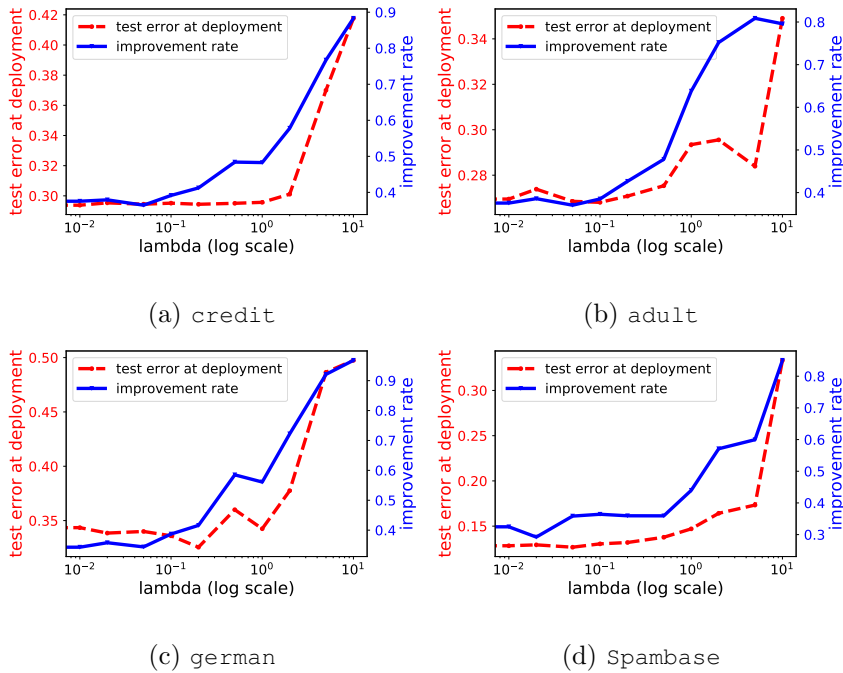 0.42
0.40
0.38
0.36
0.34
0.32
0.30
test error at deployment
test error at deployment
improvement rate
0.9
0.8
0.7
0.6
0.5
0.4
improvement rate
10⁻² 10⁻¹ 10⁰ 10¹
lambda (log scale)
(a) credit
0.34
0.32
0.30
0.28
test error at deployment
test error at deployment
improvement rate
0.8
0.7
0.6
0.5
0.4
improvement rate
10⁻² 10⁻¹ 10⁰ 10¹
lambda (log scale)
(b) adult
0.50
0.45
0.40
0.35
test error at deployment
test error at deployment
improvement rate
0.9
0.8
0.7
0.6
0.5
0.4
improvement rate
10⁻² 10⁻¹ 10⁰ 10¹
lambda (log scale)
(c) german
0.30
0.25
0.20
0.15
test error at deployment
test error at deployment
improvement rate
0.8
0.7
0.6
0.5
0.4
0.3
improvement rate
10⁻² 10⁻¹ 10⁰ 10¹
lambda (log scale)
(d) Spambase